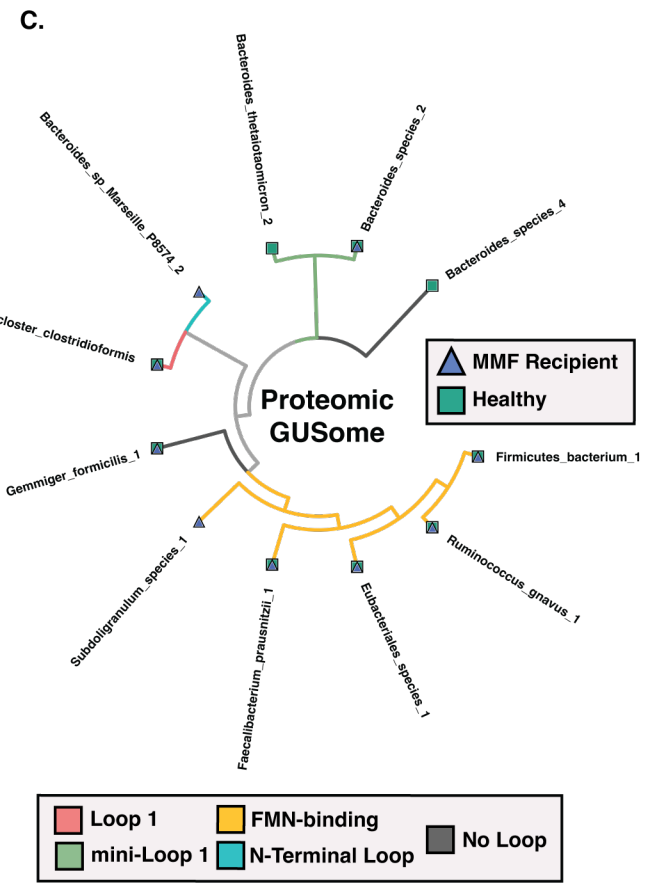 C.
Bacteroides_thetaiotaomicron_2
Bacteroides_species_2
Bacteroides_sp_Marseille_P8574_2
Bacteroides_species_4
closter_clostridioformis
MMF Recipient
Healthy
Proteomic
GUSome
Gemmiger_formicilis_1
Firmicutes_bacterium_1
Subdoligranulum_species_1
Ruminococcus_gnavus_1
Faecalibacterium_prausnitzii_1
Eubacteriales_species_1
Loop 1
FMN-binding
No Loop
mini-Loop 1
N-Terminal Loop